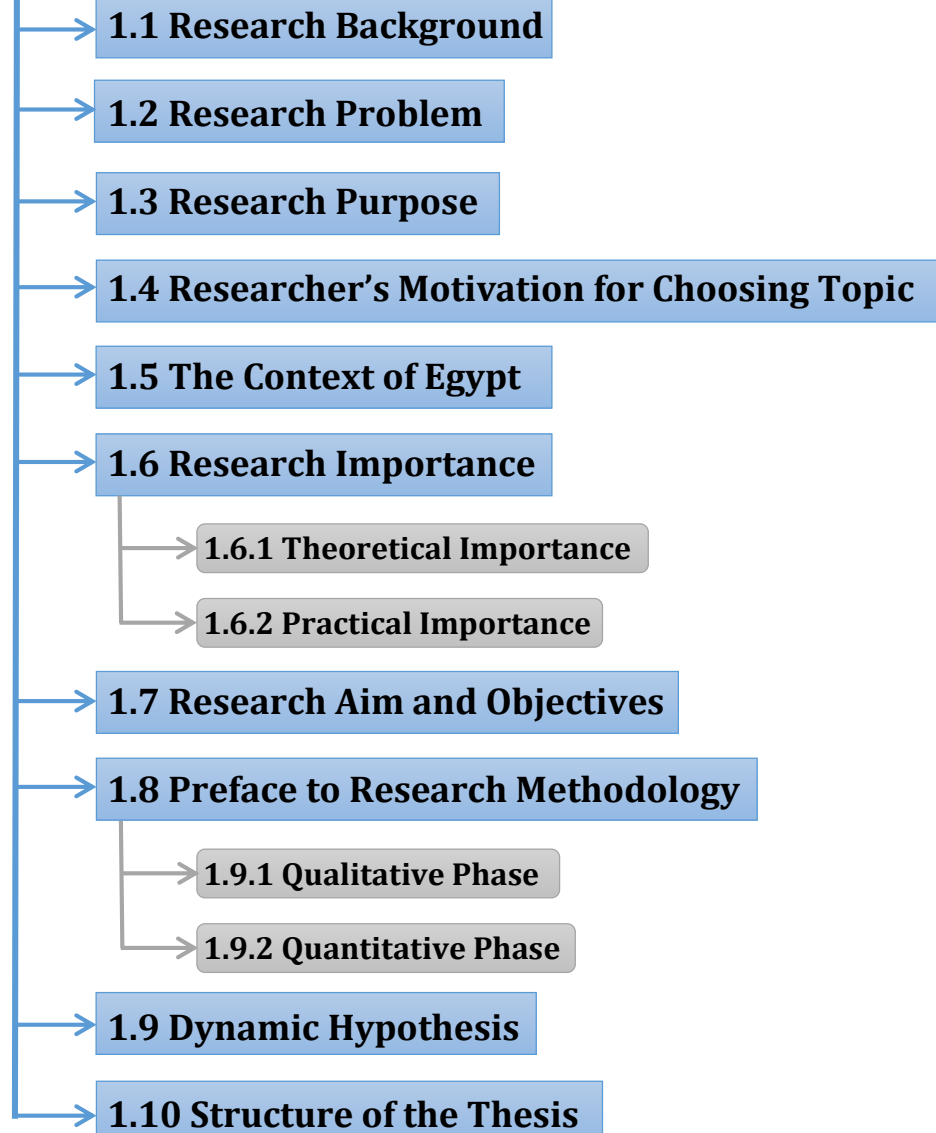 1.1 Research Background
1.2 Research Problem
1.3 Research Purpose
1.4 Researcher’s Motivation for Choosing Topic
1.5 The Context of Egypt
1.6 Research Importance
1.6.1 Theoretical Importance
1.6.2 Practical Importance
1.7 Research Aim and Objectives
1.8 Preface to Research Methodology
1.9.1 Qualitative Phase
1.9.2 Quantitative Phase
1.9 Dynamic Hypothesis
1.10 Structure of the Thesis